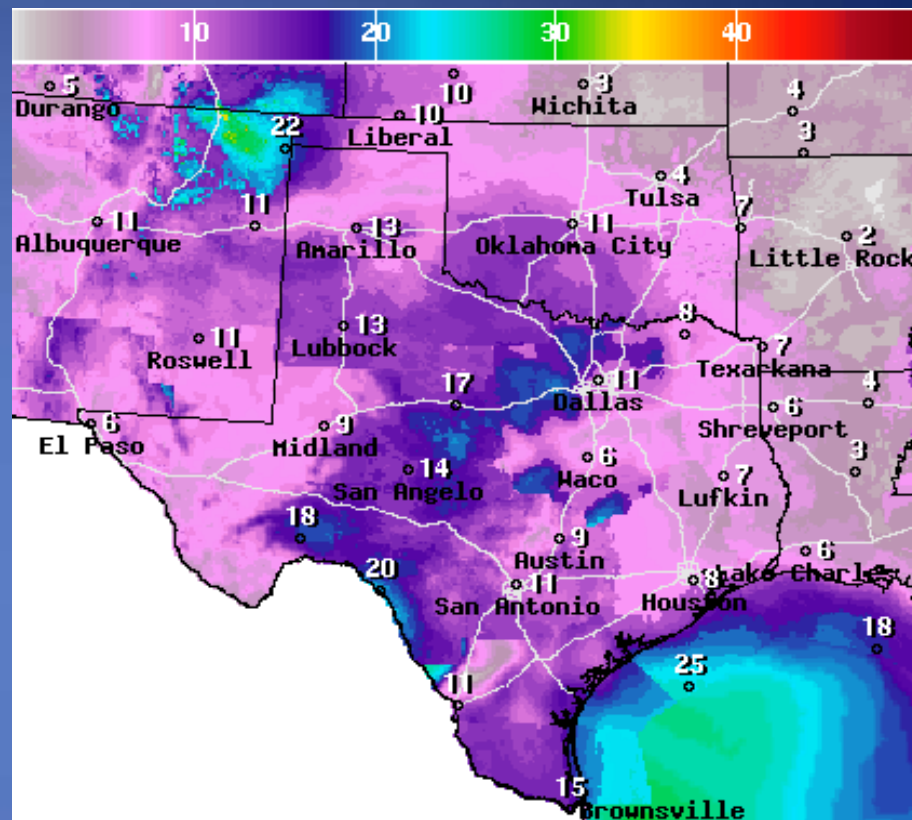 10 20 30 40
5 10 3 4
Durango 10 Wichita
22 Liberal 3
4
Tulsa
11 11 13 11 7 2
Albuquerque Amarillo Oklahoma City Little Rock
11 13 8 7
Roswell Lubbock Texarkana
17 11 6 4
Dallas Shreveport
6 9
El Paso Midland
14 6 7 3
San Angelo Waco Lufkin
18 9 6
Austin Lake Charles
20 11 8
San Antonio Houston
18
25
11
15
Brownsville